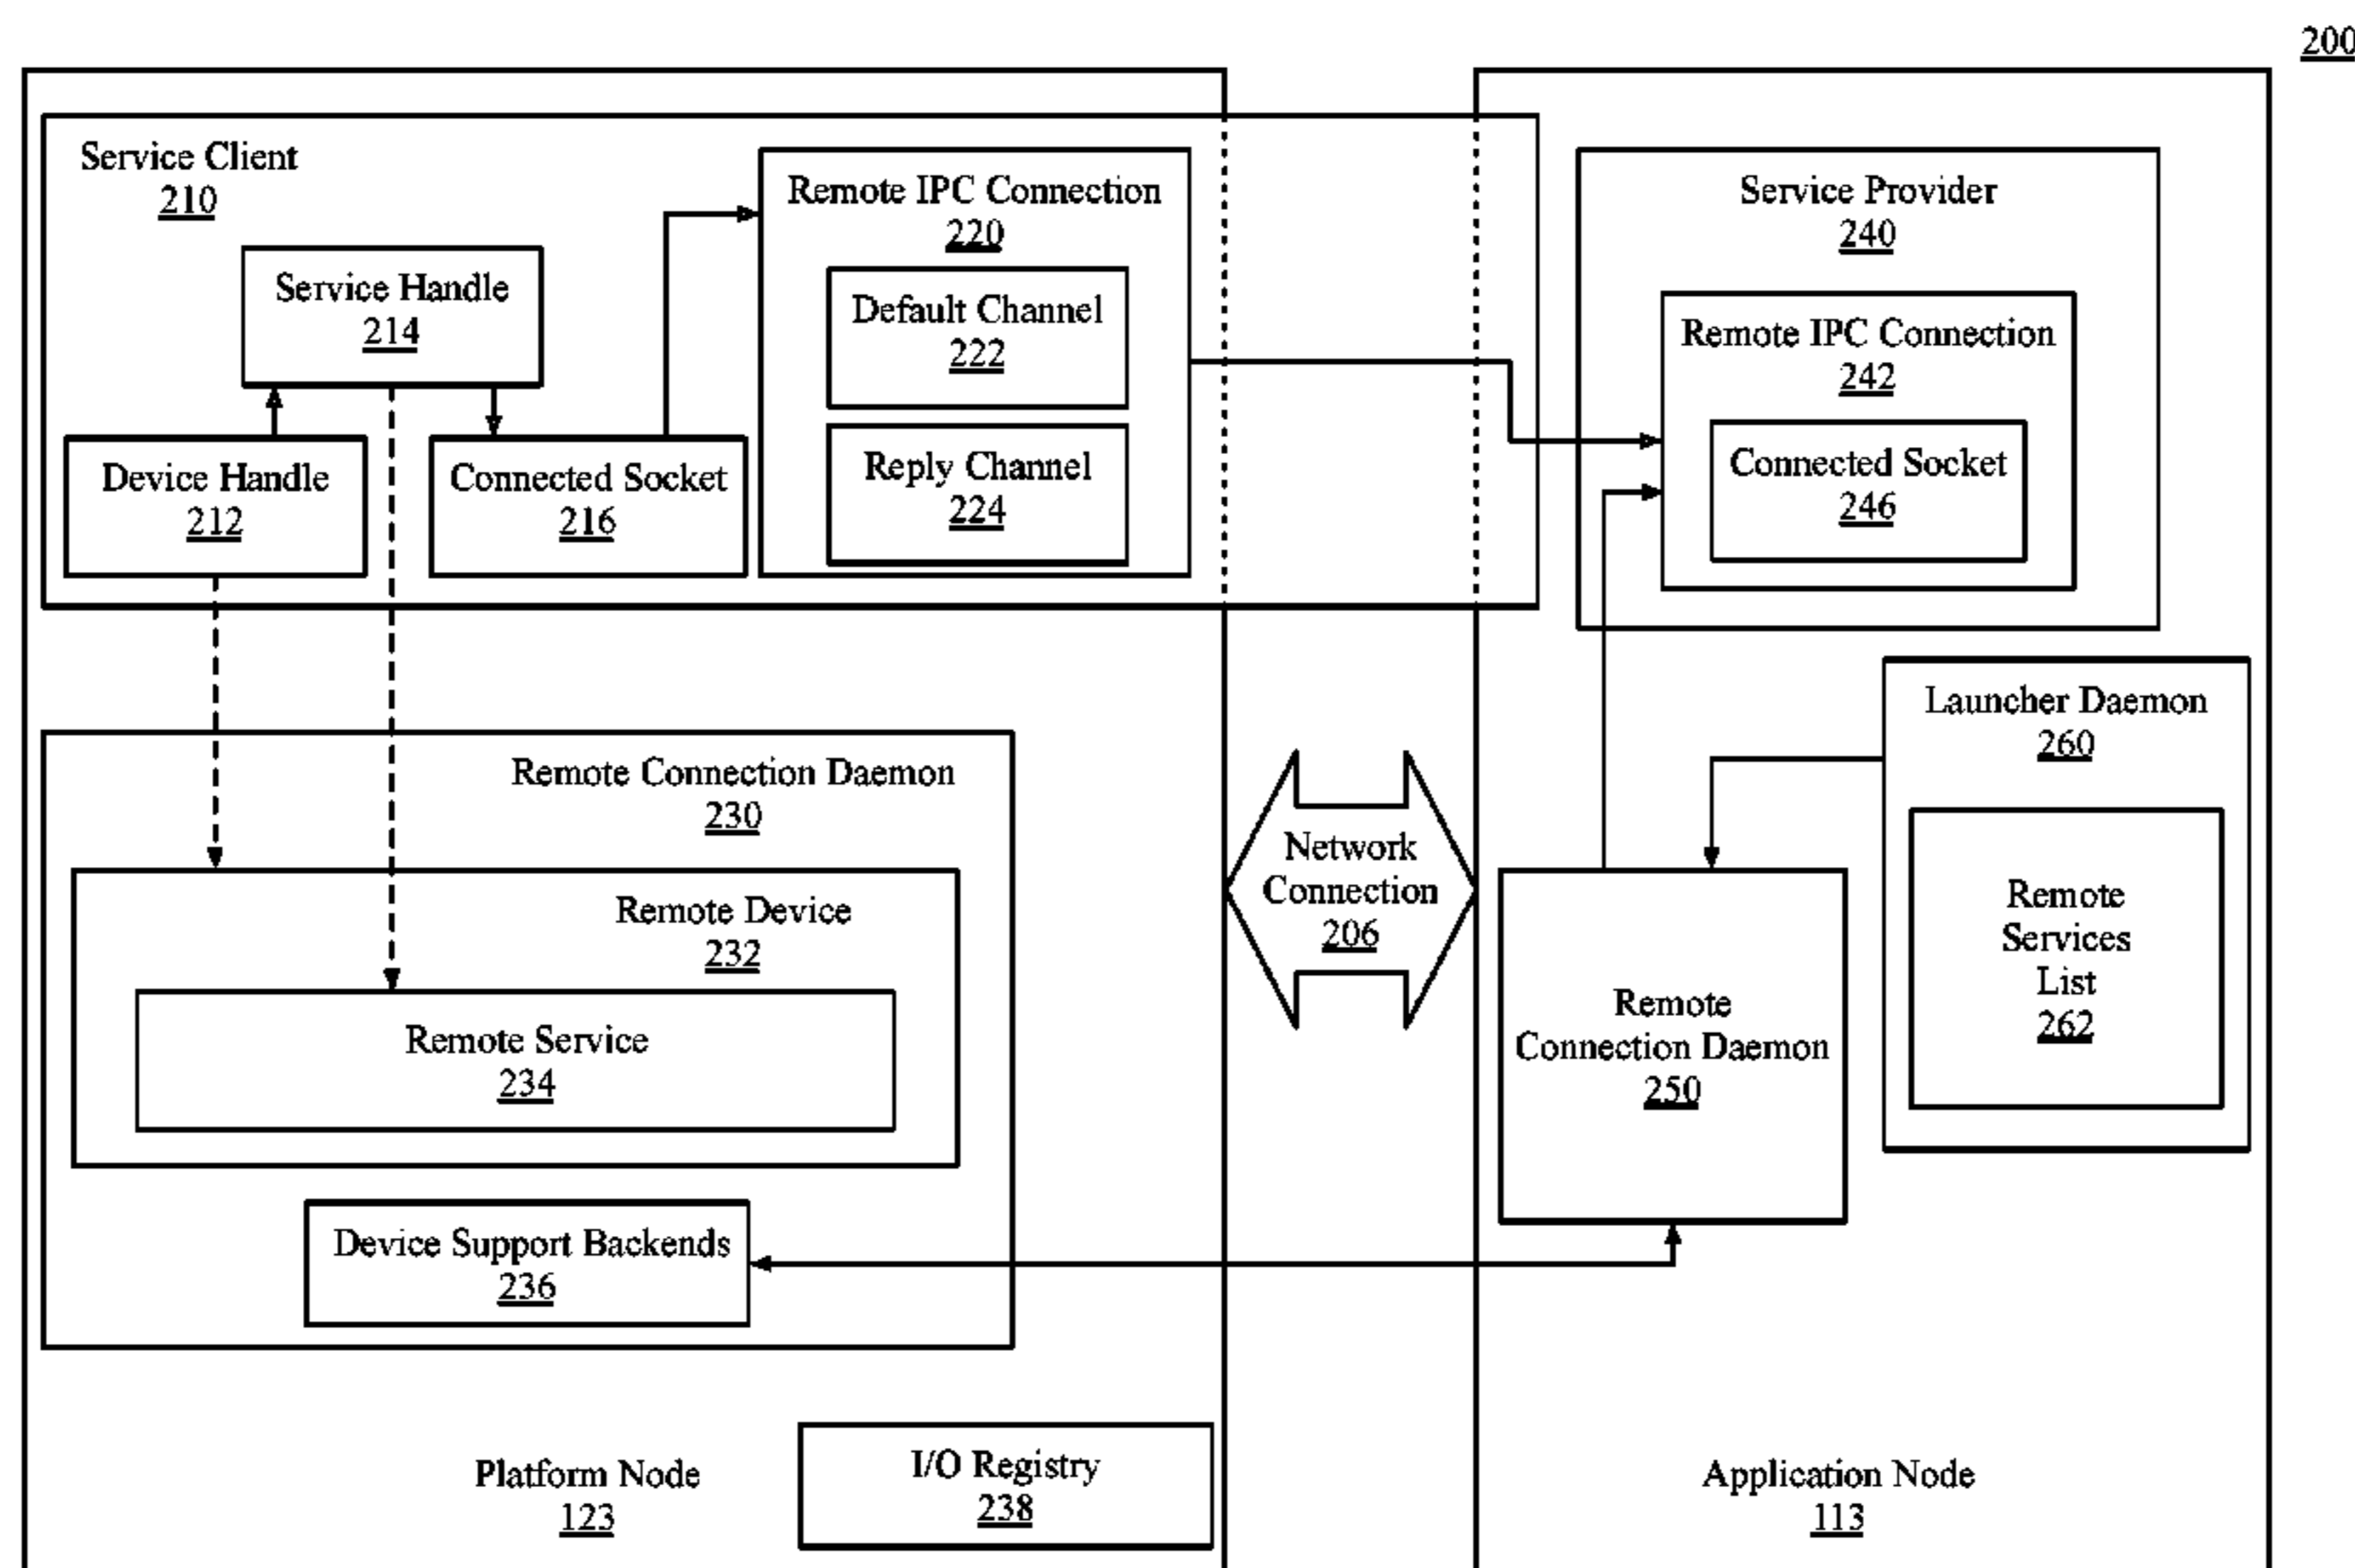 200
Service Client
210
Service Handle
214
Device Handle
212
Connected Socket
216
Remote IPC Connection
220
Default Channel
222
Reply Channel
224
Service Provider
240
Remote IPC Connection
242
Connected Socket
246
Remote Connection Daemon
230
Remote Device
232
Remote Service
234
Device Support Backends
236
Network
Connection
206
Launcher Daemon
260
Remote
Services
List
262
Remote
Connection Daemon
250
Platform Node
123
I/O Registry
238
Application Node
113